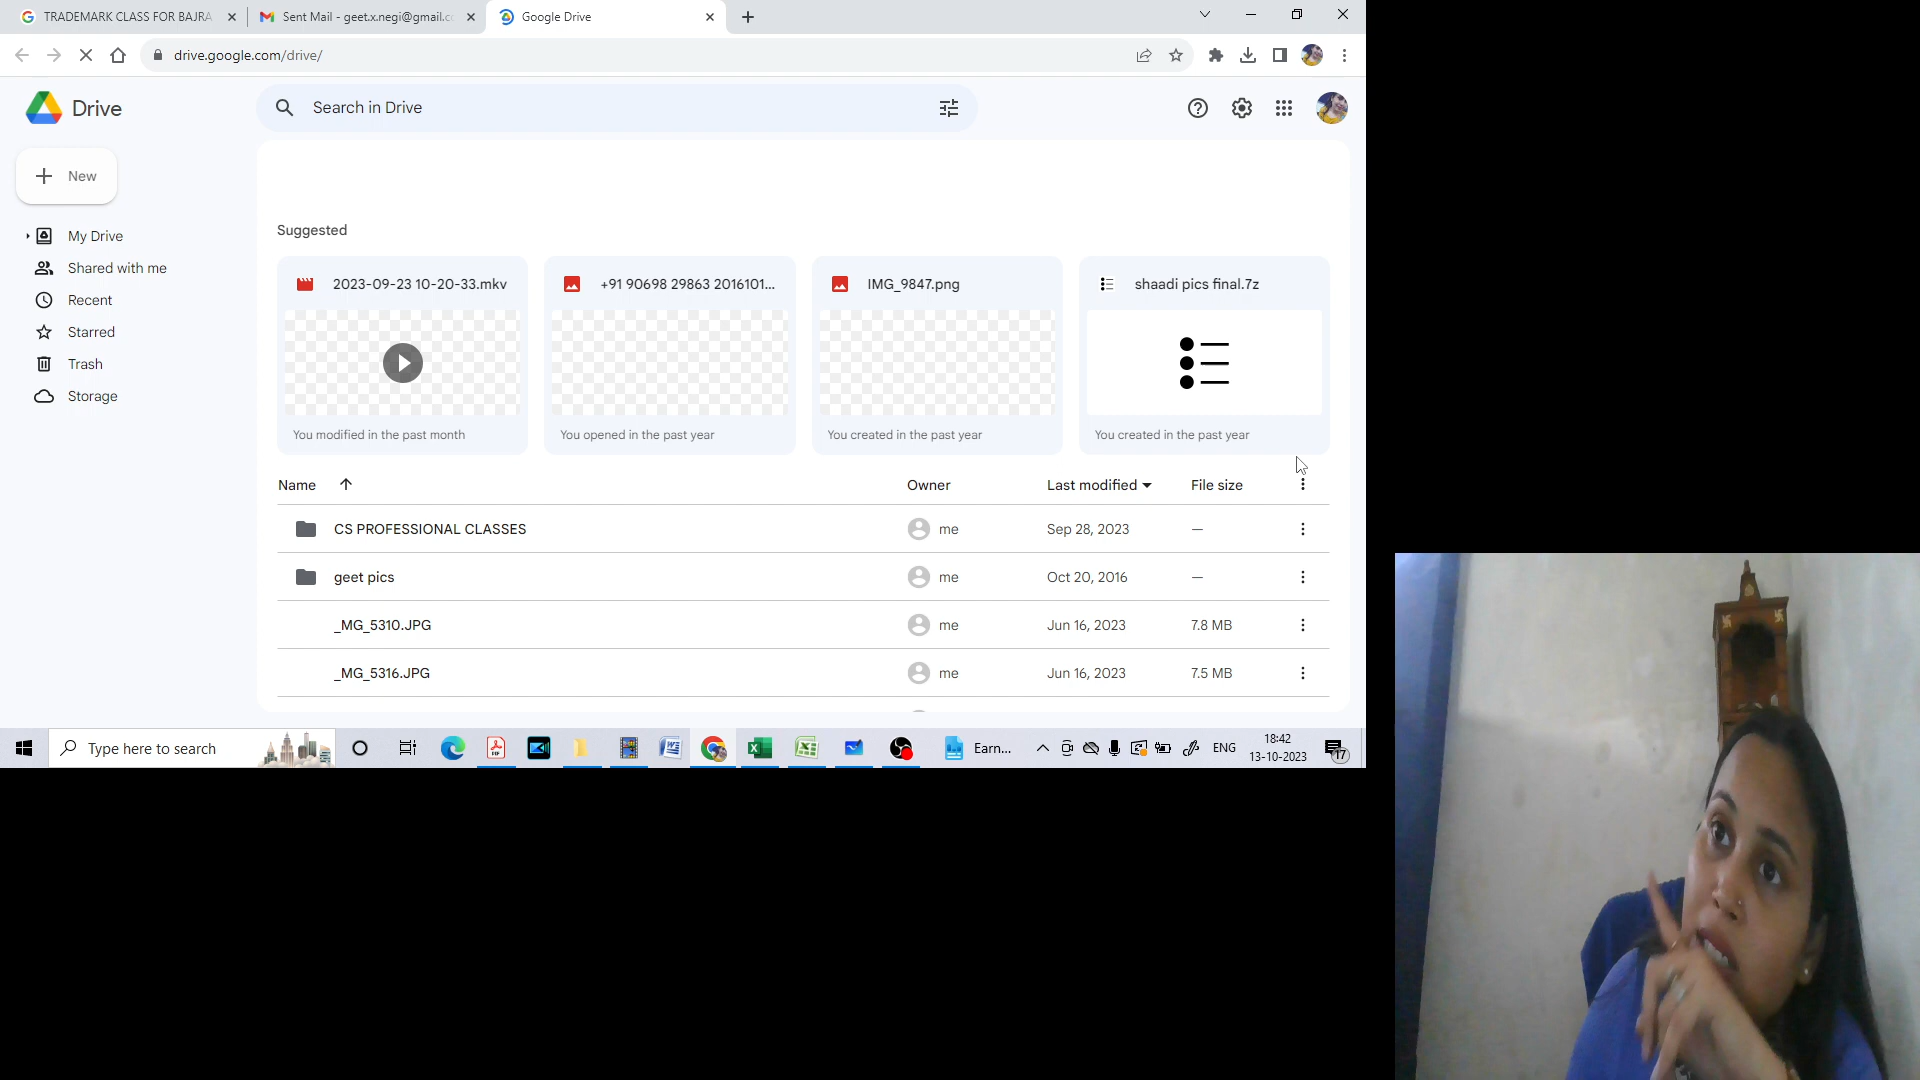 TRADEMARK CLASS FOR BAJRA
Sent Mail - geet.x.negi@gmail.c
Google Drive
drive.google.com/drive/
Drive
Search in Drive
New
My Drive
Shared with me
Recent
Starred
Trash
Storage
Suggested
2023-09-23 10-20-33.mkv
+91 90698 29863 2016101...
IMG_9847.png
shaadi pics final.7z
You modified in the past month
You opened in the past year
You created in the past year
You created in the past year
Name Owner Last modified File size
CS PROFESSIONAL CLASSES me Sep 28, 2023 —
geet pics me Oct 20, 2016 —
_MG_5310.JPG me Jun 16, 2023 7.8 MB
_MG_5316.JPG me Jun 16, 2023 7.5 MB
Type here to search
Earn...
ENG
18:42
13-10-2023
17